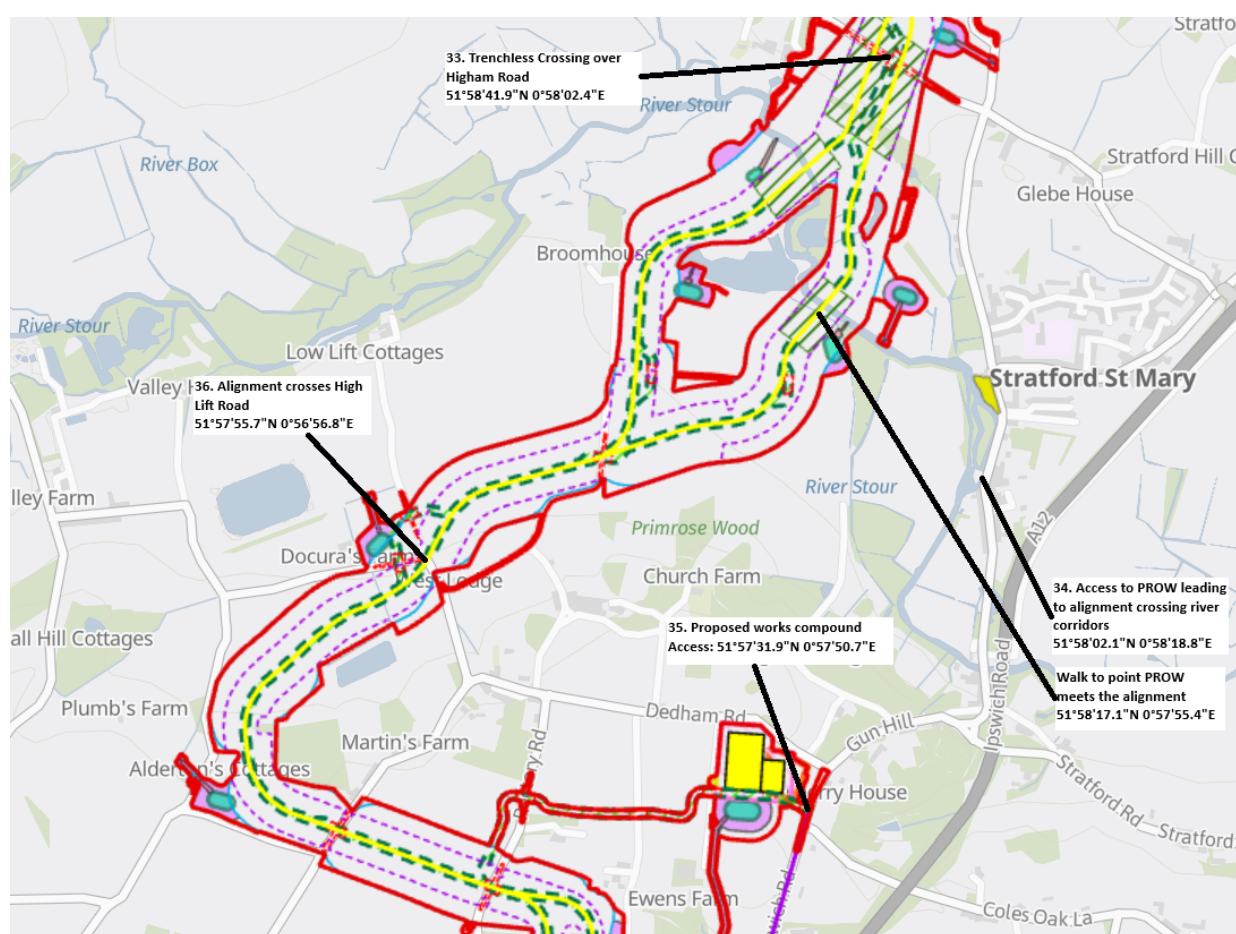 Stratfo
33. Trenchless Crossing over
Higham Road
51°58'41.9"N 0°58'02.4"E
River Stour
River Box
Stratford Hill C
Glebe House
Broomhouse
River Stour
Low Lift Cottages
Valley H
36. Alignment crosses High
Lift Road
51°57'55.7"N 0°56'56.8"E
Stratford St Mary
River Stour
lley Farm
Primrose Wood
A12
Docura's Farm
West Lodge
Church Farm
34. Access to PROW leading
to alignment crossing river
corridors
51°58'02.1"N 0°58'18.8"E
35. Proposed works compound
Access: 51°57'31.9"N 0°57'50.7"E
all Hill Cottages
Walk to point PROW
meets the alignment
51°58'17.1"N 0°57'55.4"E
Plumb's Farm
Dedham Rd
Gun Hill
Ipswich Road
Martin's Farm
Alderton's Cottages
ry Rd
rry House
Stratford Rd
Stratford
Ewens Farm
wich Rd
Coles Oak La